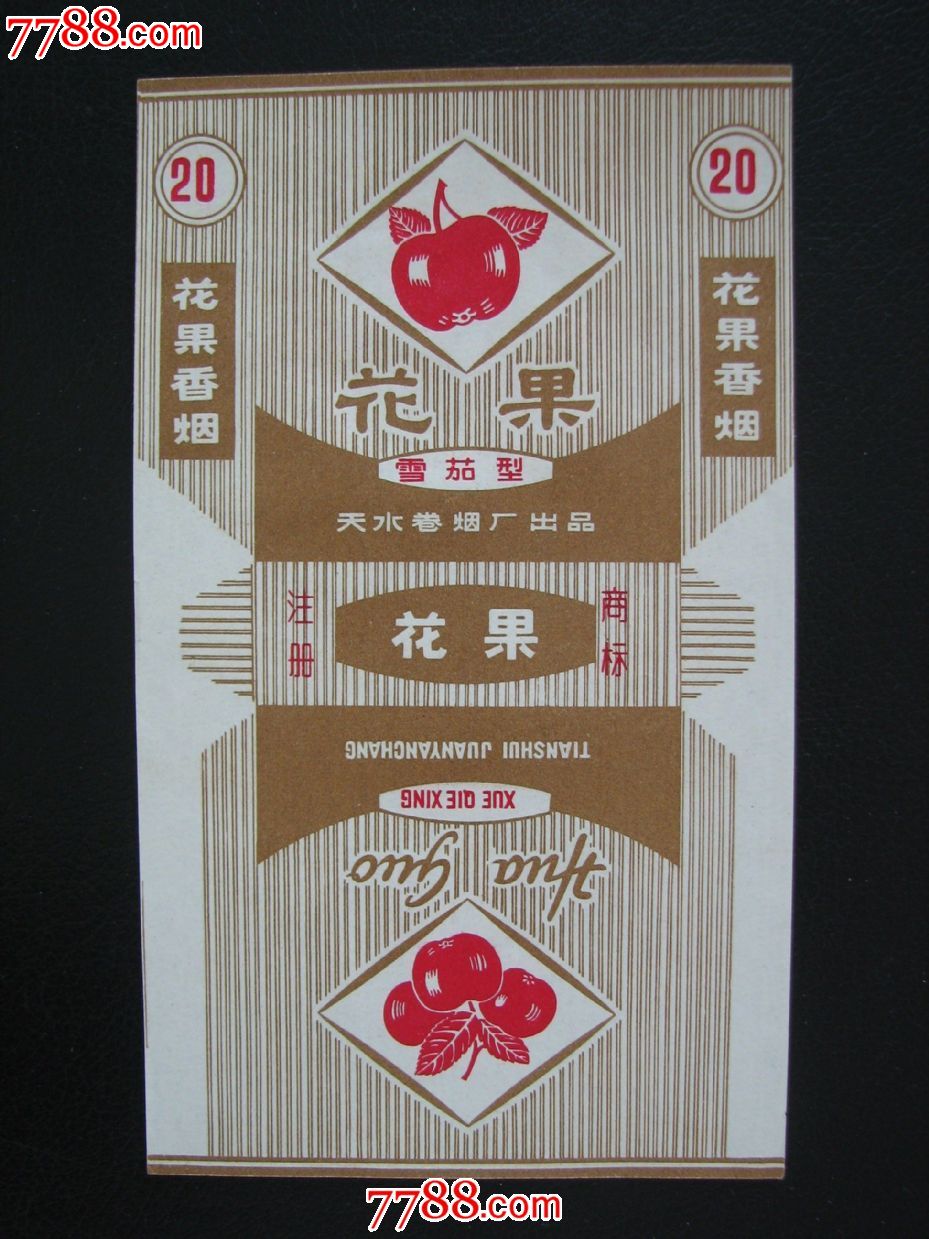 7788.com
20
20
花果香烟
花果香烟
花果
雪茄型
天水卷烟厂出品
注册
花果
商标
TIANSHUI JUANYANCHANG
XUE QIE XING
Hua Guo
7788.com